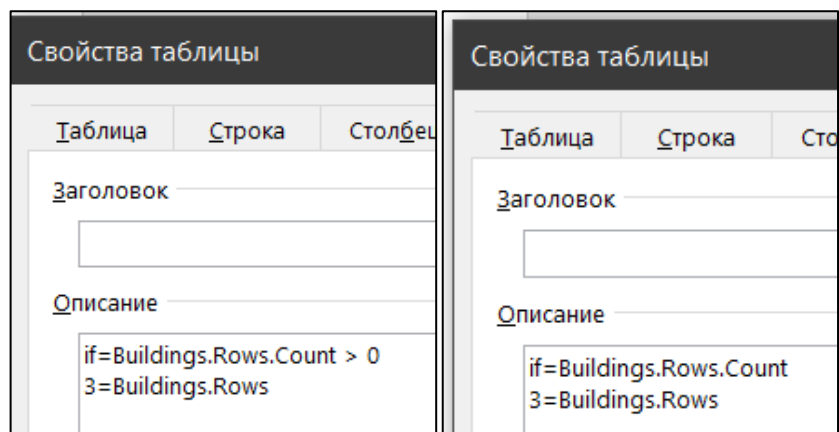 Свойства таблицы
Таблица Строка Столбец
Заголовок
Описание
if=Buildings.Rows.Count > 0
3=Buildings.Rows
Свойства таблицы
Таблица Строка Сто
Заголовок
Описание
if=Buildings.Rows.Count
3=Buildings.Rows